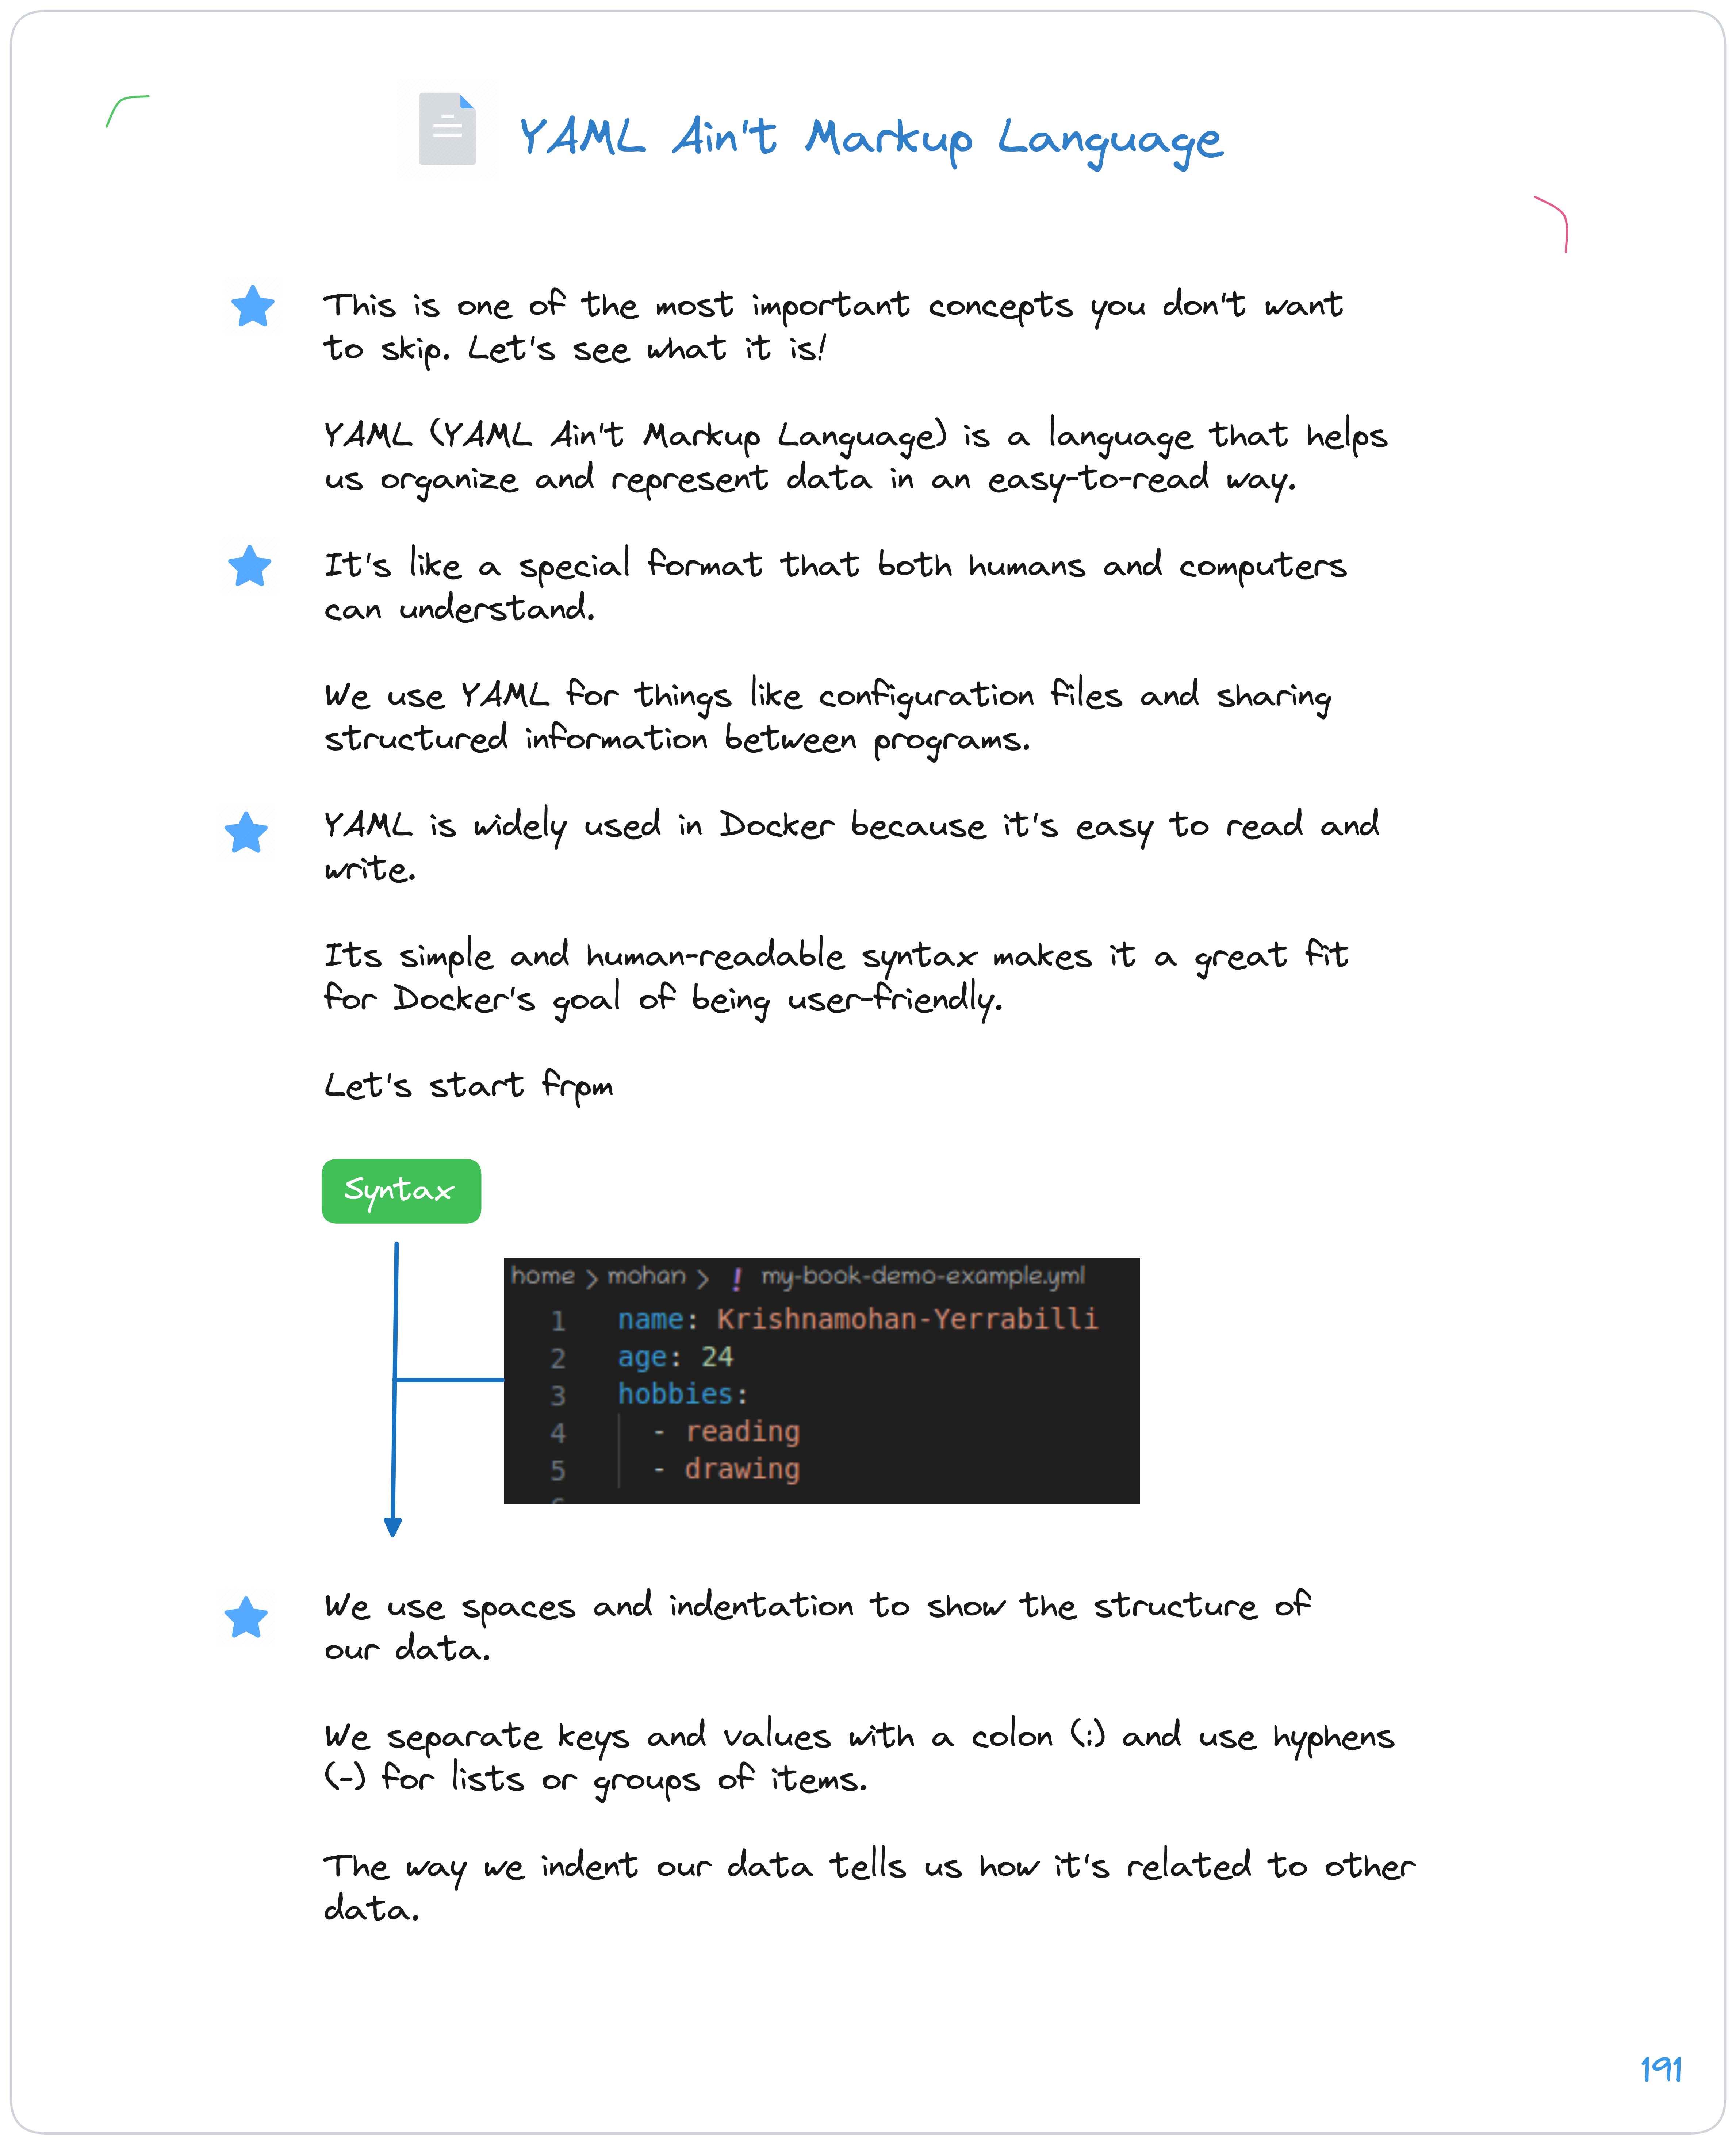 YAML Ain't Markup Language
This is one of the most important concepts you don't want
to skip. Let's see what it is!
YAML (YAML Ain't Markup Language) is a language that helps
us organize and represent data in an easy-to-read way.
It's like a special format that both humans and computers
can understand.
We use YAML for things like configuration files and sharing
structured information between programs.
YAML is widely used in Docker because it's easy to read and
write.
Its simple and human-readable syntax makes it a great fit
for Docker's goal of being user-friendly.
Let's start frpm
Syntax
home > mohan > ! my-book-demo-example.yml
1 name: Krishnamohan-Yerrabilli
2 age: 24
3 hobbies:
4 - reading
5 - drawing
We use spaces and indentation to show the structure of
our data.
We separate keys and values with a colon (:) and use hyphens
(-) for lists or groups of items.
The way we indent our data tells us how it's related to other
data.
191